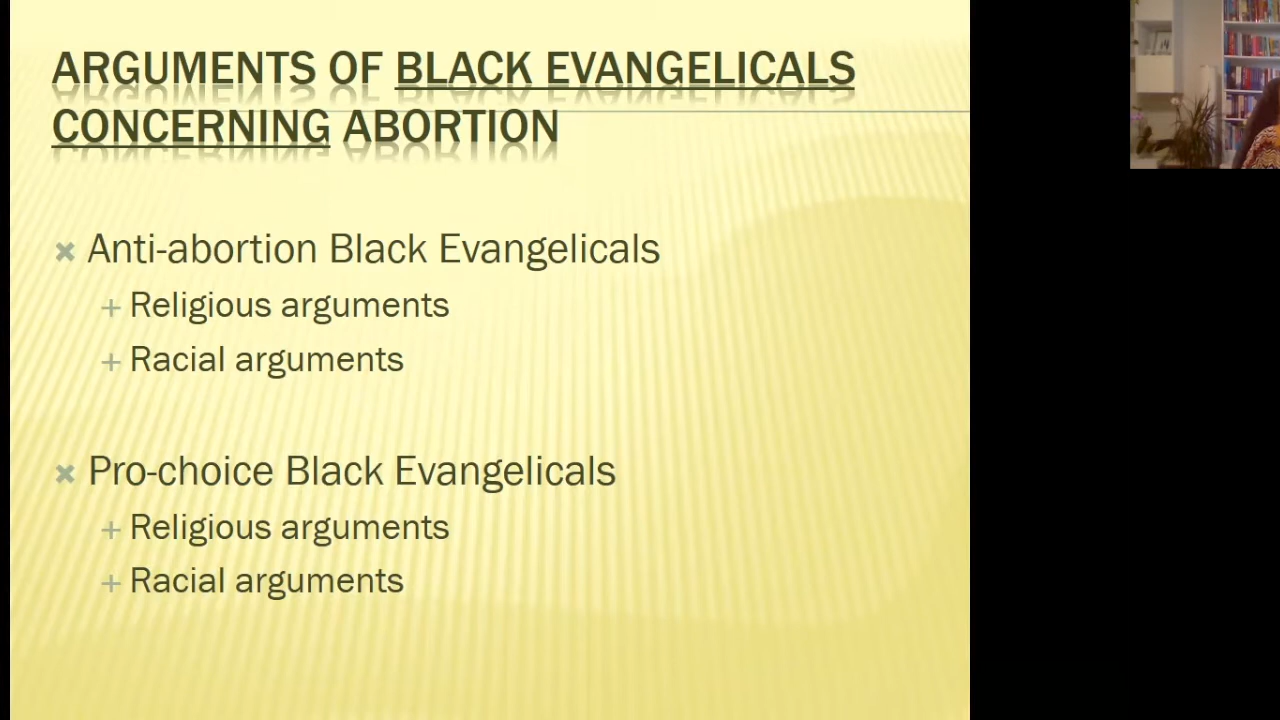 ARGUMENTS OF BLACK EVANGELICALS
CONCERNING ABORTION
Anti-abortion Black Evangelicals
Religious arguments
Racial arguments
Pro-choice Black Evangelicals
Religious arguments
Racial arguments